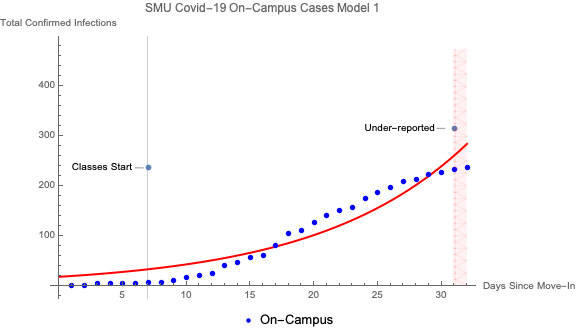 SMU Covid-19 On-Campus Cases Model 1
Total Confirmed Infections
400
300
Under-reported
Classes Start
200
100
5
10
15
20
25
30
Days Since Move-In
On-Campus